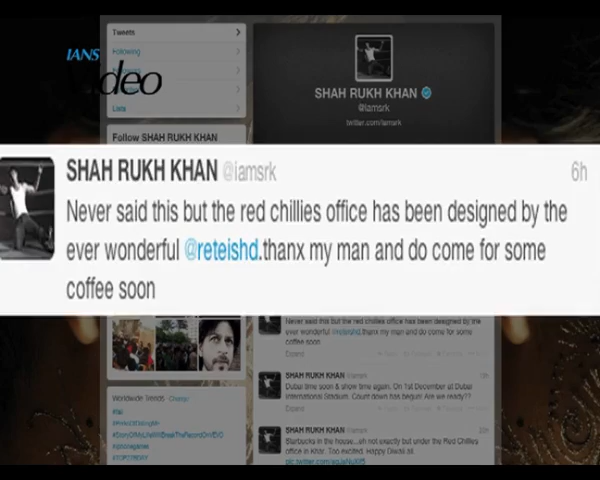 IANS
Video
Tweets
Following
Lists
SHAH RUKH KHAN
@iamsrk
twitter.com/iamsrk
Follow SHAH RUKH KHAN
SHAH RUKH KHAN @iamsrk 6h
Never said this but the red chillies office has been designed by the
ever wonderful @reteishd.thanx my man and do come for some
coffee soon
Never said this but the red chillies office has been designed by the
ever wonderful @reteishd.thanx my man and do come for some
coffee soon
Expand
Worldwide Trends · Change
SHAH RUKH KHAN @iamsrk
Dubai time soon & show time again. On 1st December at Dubai
International Stadium. Count down has begun! Are we ready??
Expand
SHAH RUKH KHAN @iamsrk
Starbucks in the house...eh not exactly but under the Red Chillies
office in Khar. Too excited. Happy Diwali all.